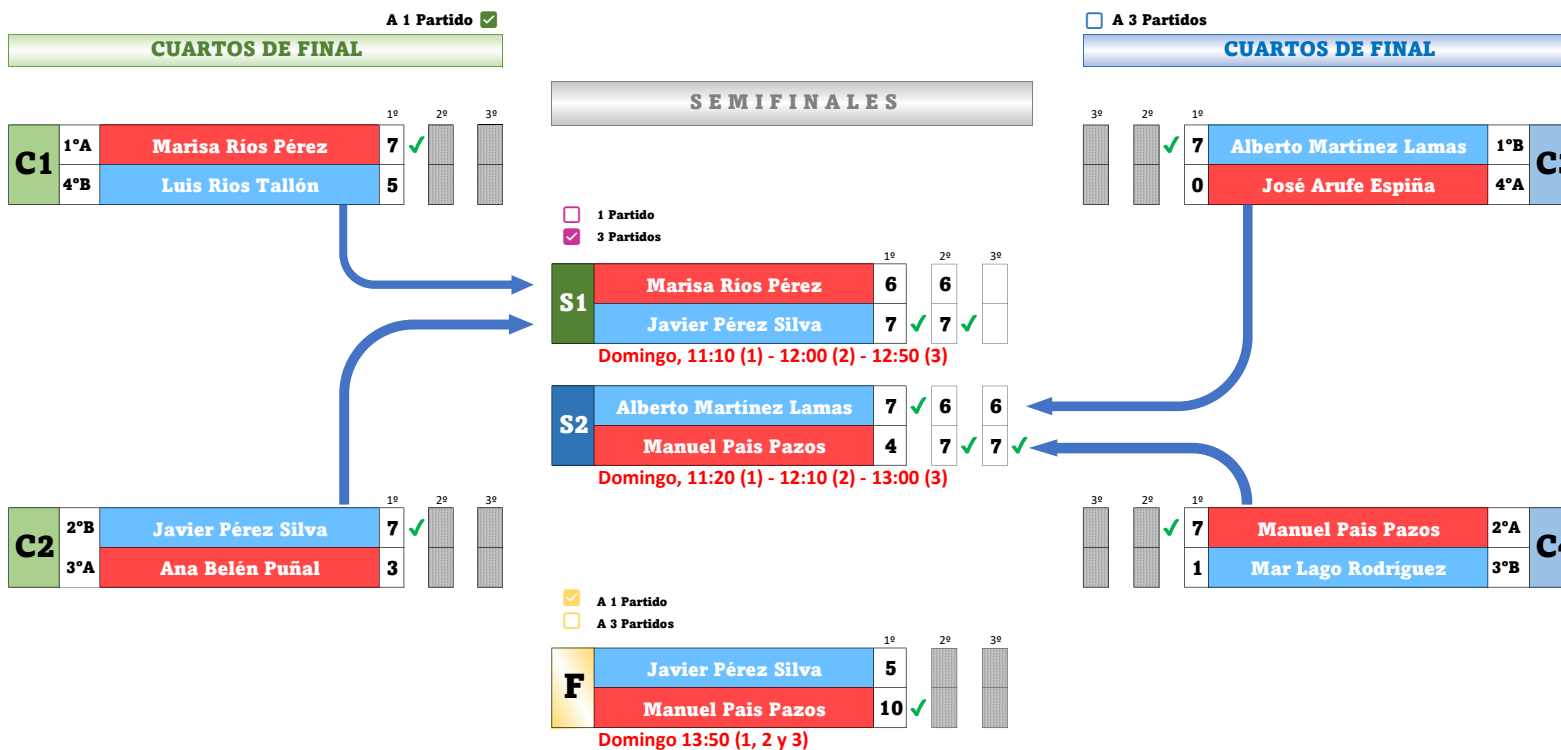 A 1 Partido
CUARTOS DE FINAL
1º 2º 3º
C1
1ºA Marisa Ríos Pérez 7
4ºB Luis Rios Tallón 5
C2
1º 2º 3º
2ºB Javier Pérez Silva 7
3ºA Ana Belén Puñal 3
SEMIFINALES
1 Partido
3 Partidos
1º 2º 3º
S1
Marisa Ríos Pérez 6 6
Javier Pérez Silva 7 7
Domingo, 11:10 (1) - 12:00 (2) - 12:50 (3)
S2
Alberto Martínez Lamas 7 6 6
Manuel Pais Pazos 4 7 7
Domingo, 11:20 (1) - 12:10 (2) - 13:00 (3)
A 1 Partido
A 3 Partidos
1º 2º 3º
F
Javier Pérez Silva 5
Manuel Pais Pazos 10
Domingo 13:50 (1, 2 y 3)
A 3 Partidos
CUARTOS DE FINAL
3º 2º 1º
7 Alberto Martínez Lamas 1ºB
0 José Arufe Espiña 4ºA
3º 2º 1º
7 Manuel Pais Pazos 2ºA
1 Mar Lago Rodríguez 3ºB